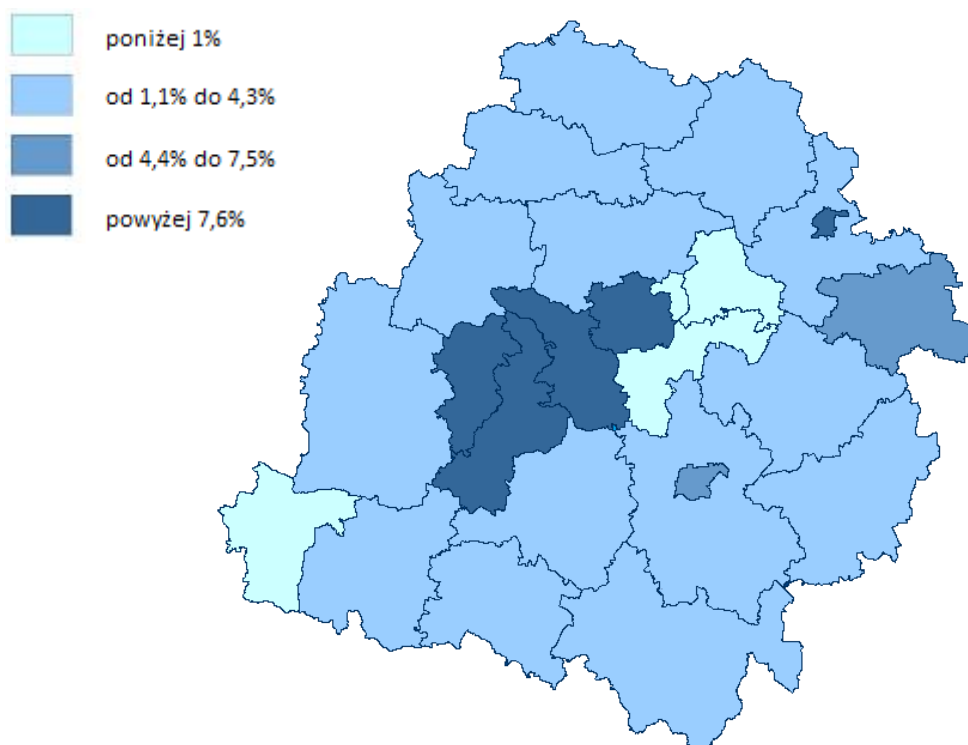 poniżej 1%
od 1,1% do 4,3%
od 4,4% do 7,5%
powyżej 7,6%